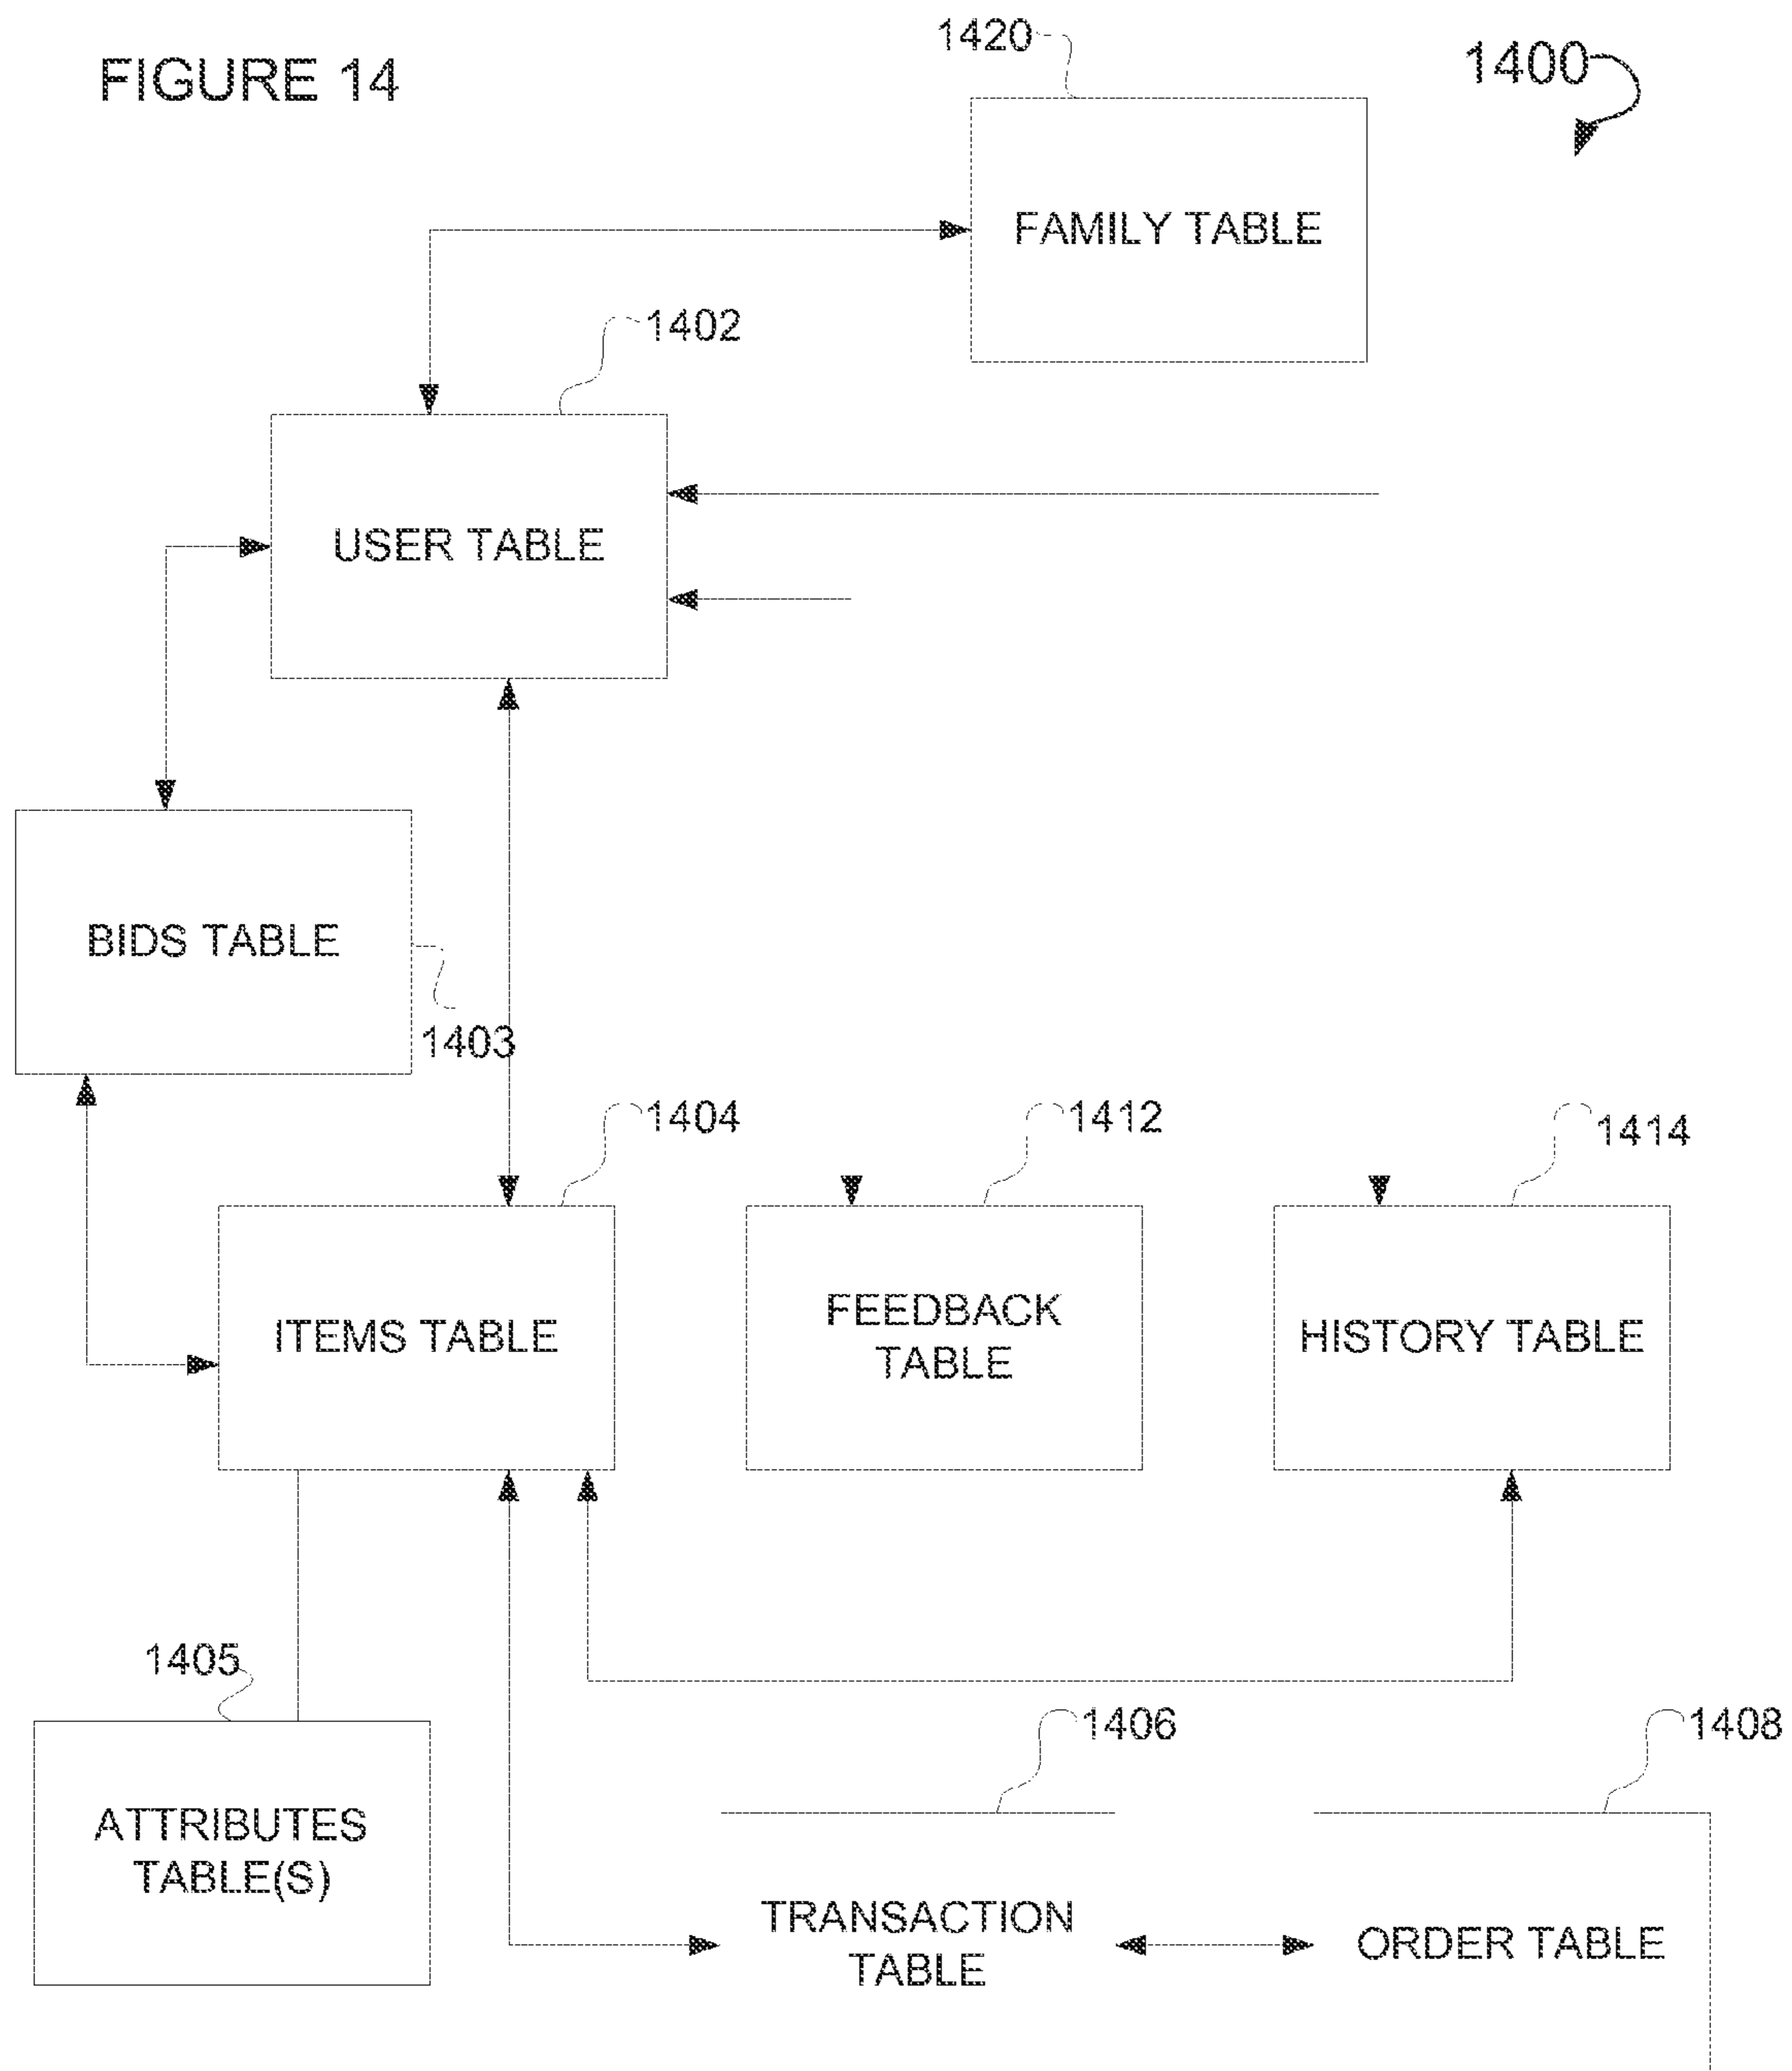 FIGURE 14
1420
1400
FAMILY TABLE
1402
USER TABLE
BIDS TABLE
1403
1404
1412
1414
ITEMS TABLE
FEEDBACK
TABLE
HISTORY TABLE
1405
1406
1408
ATTRIBUTES
TABLE(S)
TRANSACTION
TABLE
ORDER TABLE